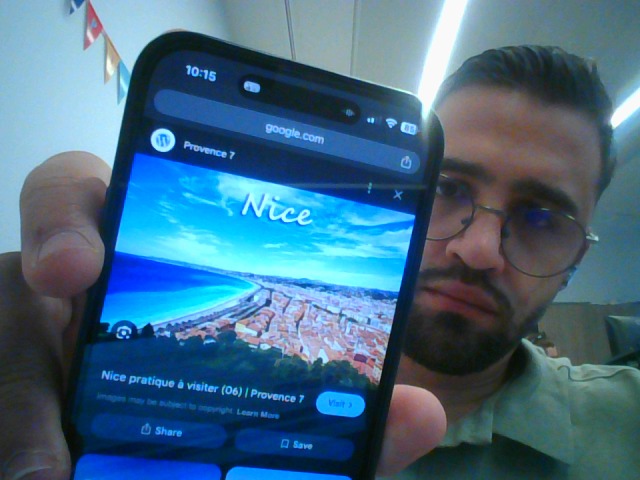 10:15
83
google.com
Provence 7
Nice
Nice pratique à visiter (06) | Provence 7
Images may be subject to copyright. Learn More
Visit >
Share
Save